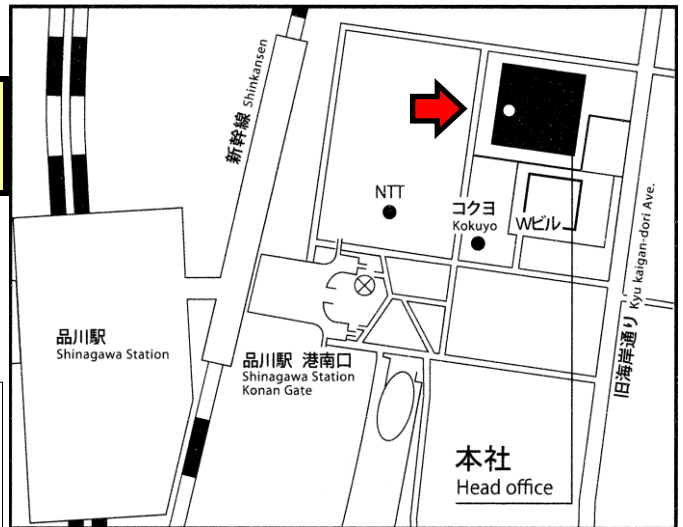 新幹線 Shinkansen
NTT
コクヨ
Kokuyo
Wビル
旧海岸通り Kyu kaigan-dori Ave.
品川駅
Shinagawa Station
品川駅 港南口
Shinagawa Station
Konan Gate
本社
Head office